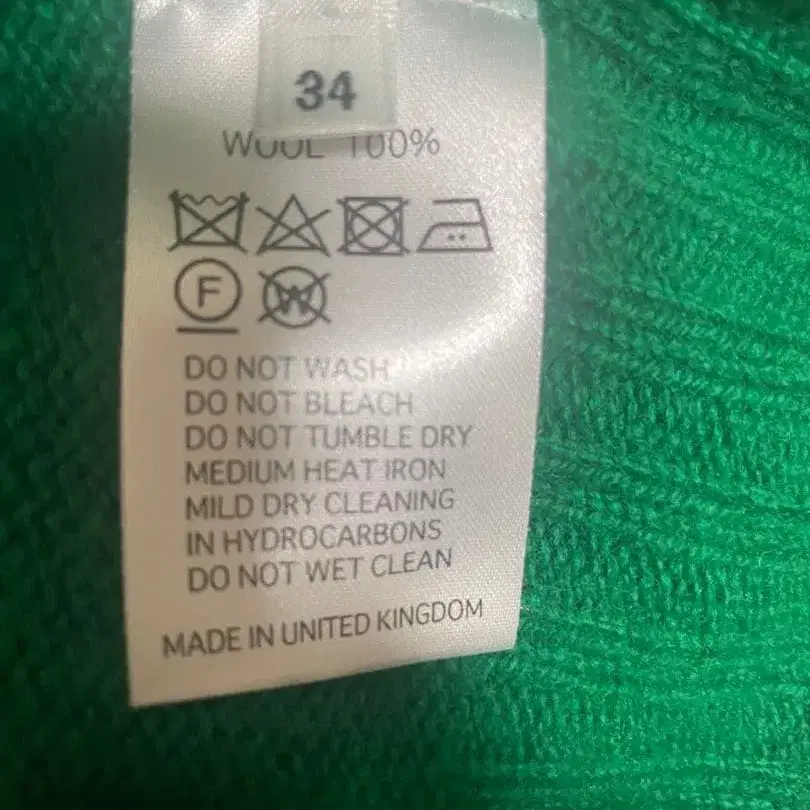 34
WOOL 100%
F
W
DO NOT WASH
DO NOT BLEACH
DO NOT TUMBLE DRY
MEDIUM HEAT IRON
MILD DRY CLEANING
IN HYDROCARBONS
DO NOT WET CLEAN
MADE IN UNITED KINGDOM